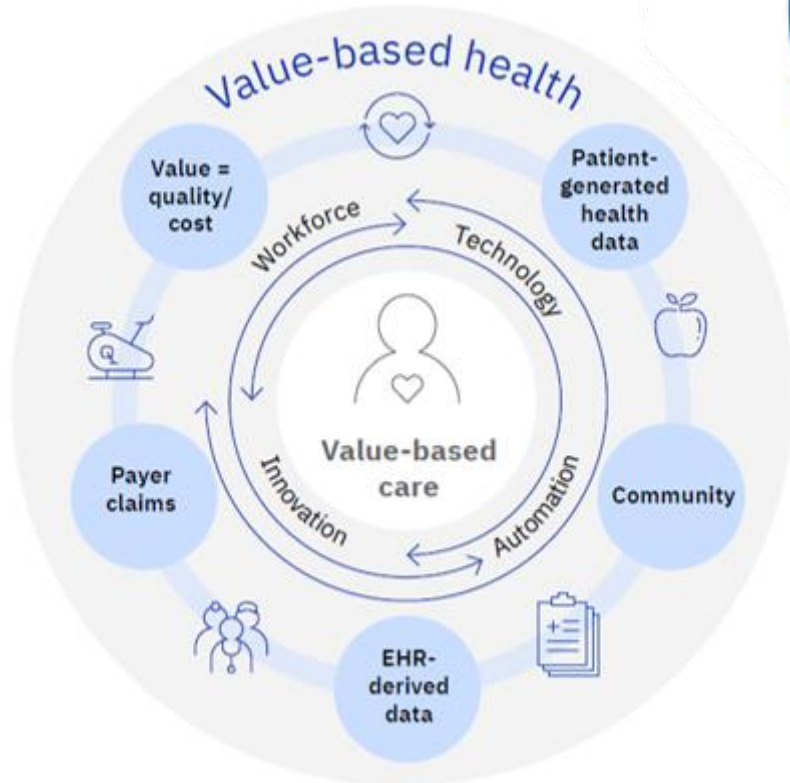 Value-based health
Value =
quality/
cost
Patient-
generated
health
data
Workforce
Technology
Value-based
care
Payer
claims
Innovation
Automation
Community
EHR-
derived
data